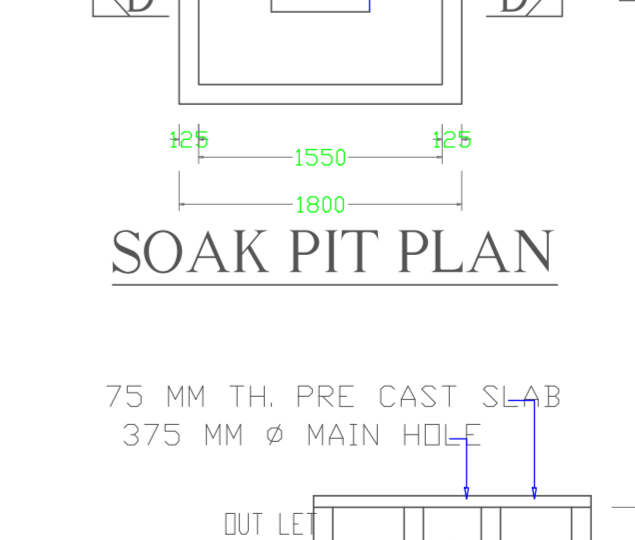 D D
125 125
1550
1800
SOAK PIT PLAN
75 MM TH. PRE CAST SLAB
375 MM Ø MAIN HOLE
OUT LET